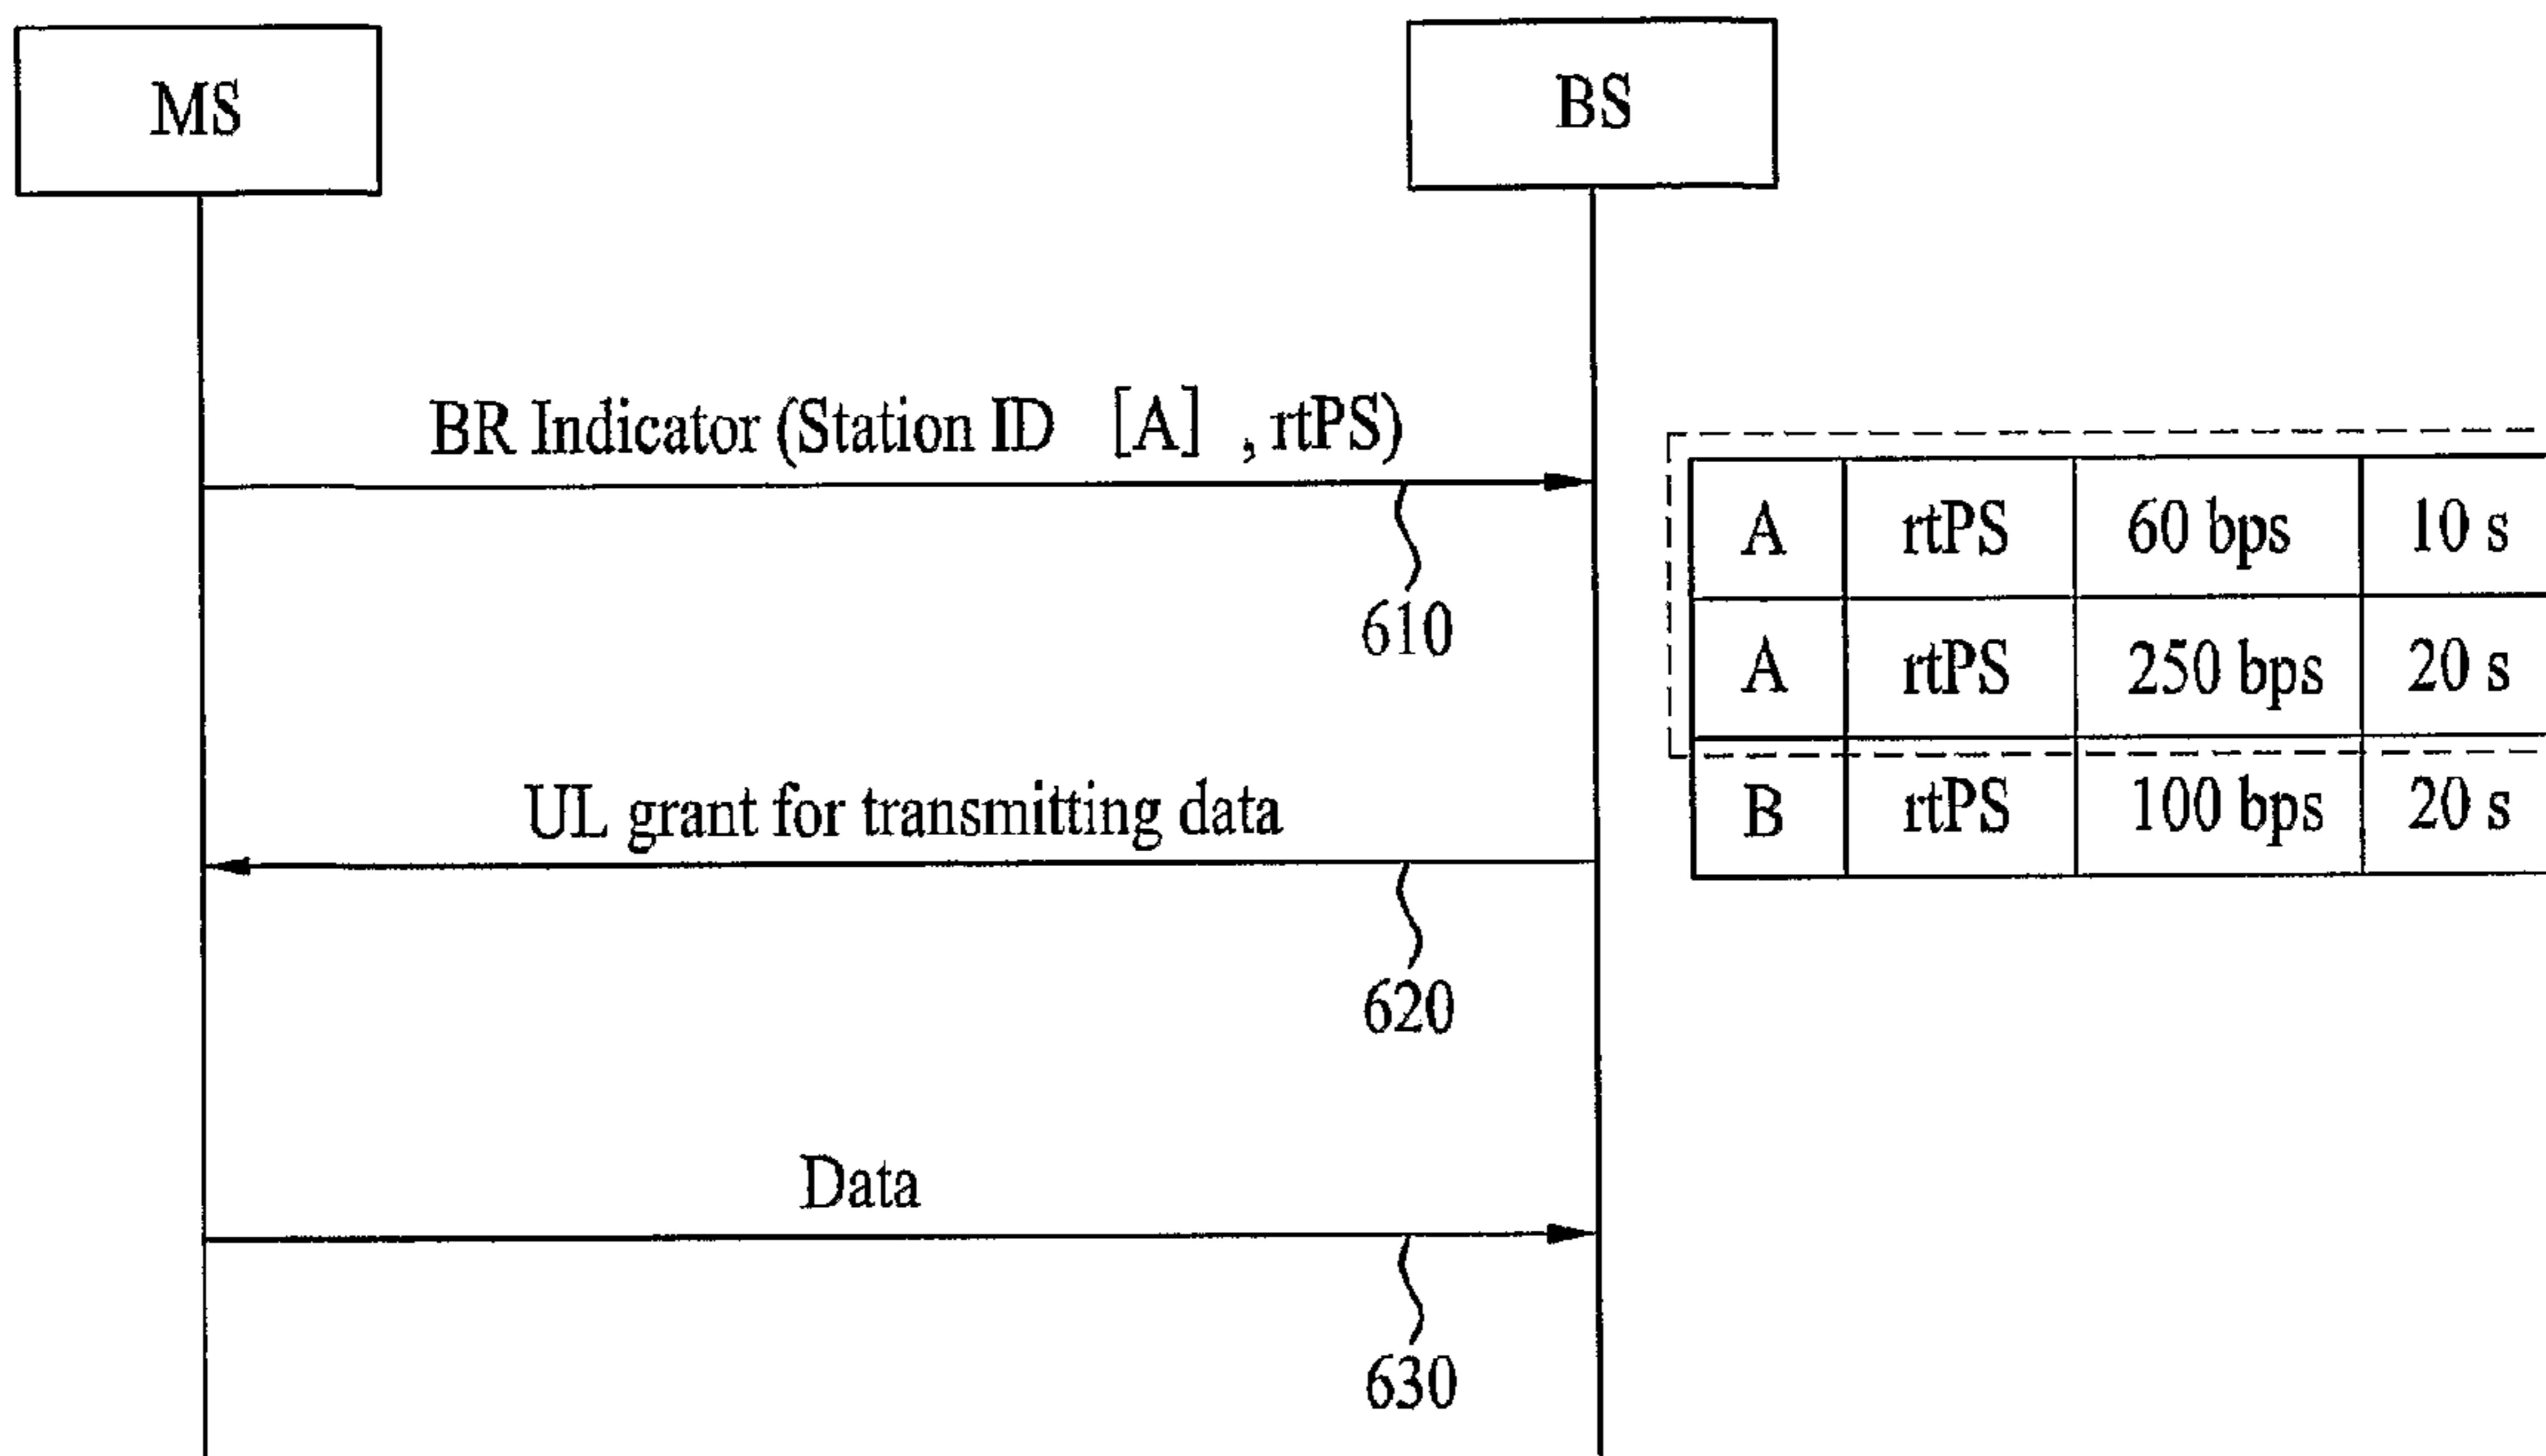 MS
BS
BR Indicator (Station ID [A] , rtPS)
610
A rtPS 60 bps 10 s
A rtPS 250 bps 20 s
B rtPS 100 bps 20 s
UL grant for transmitting data
620
Data
630